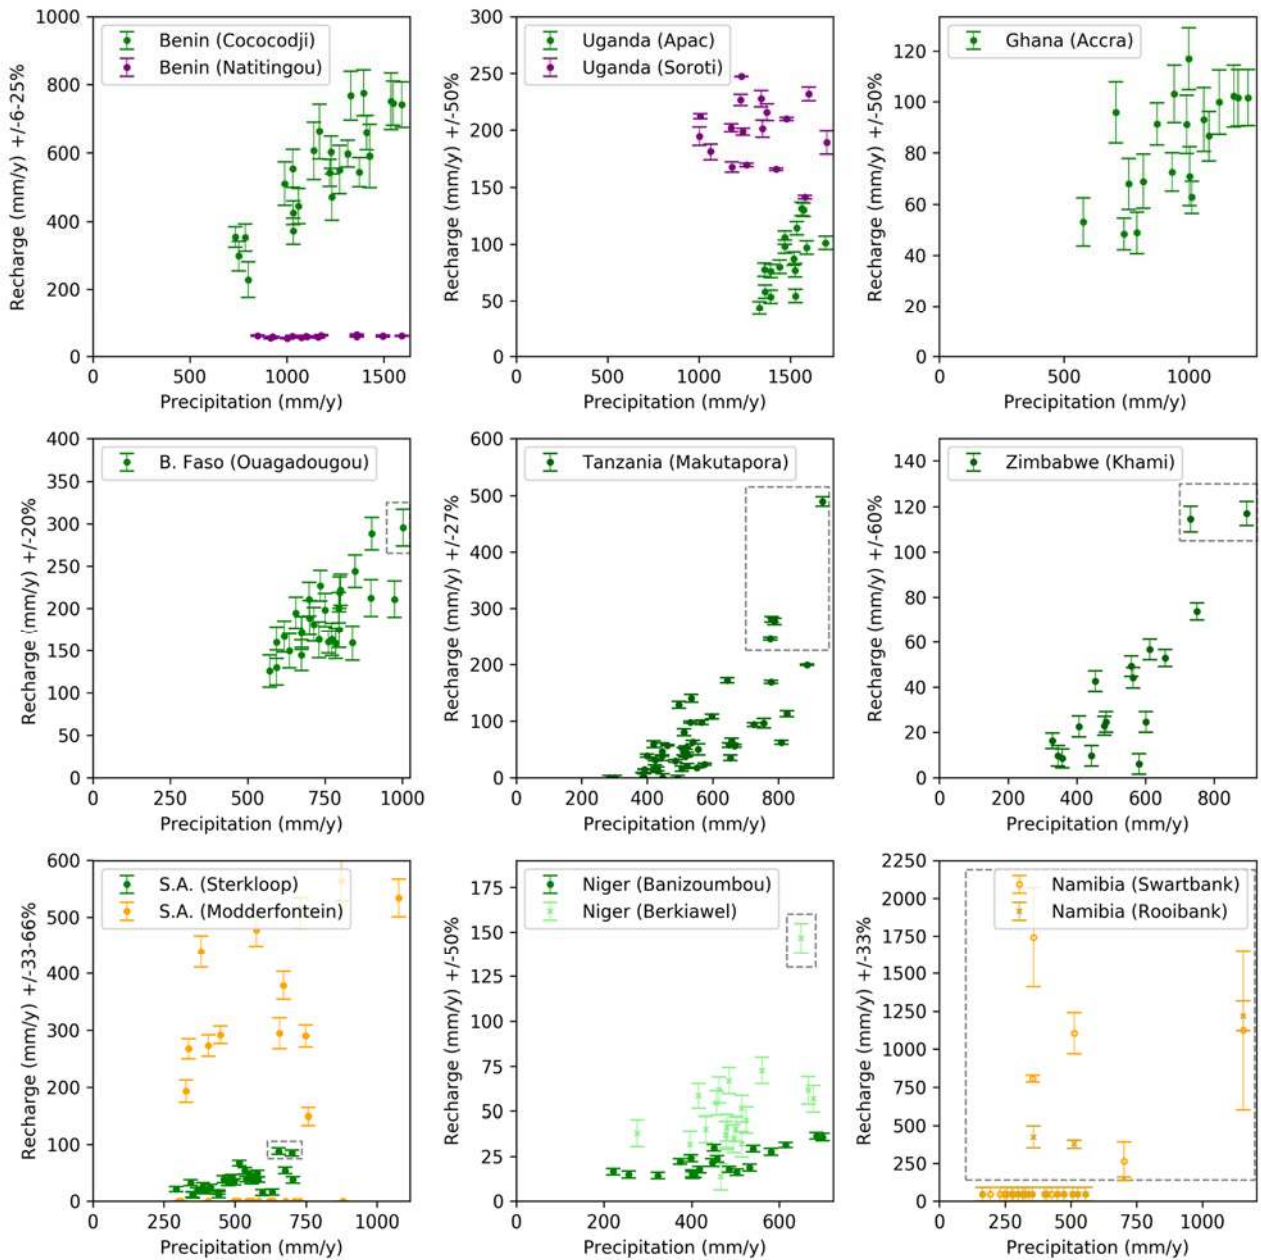 1000
800
600
400
200
0
Recharge (mm/y) +/-6-25%
Benin (Cococodji)
Benin (Natitingou)
0 500 1000 1500
Precipitation (mm/y)
300
250
200
150
100
50
0
Recharge (mm/y) +/-50%
Uganda (Apac)
Uganda (Soroti)
0 500 1000 1500
Precipitation (mm/y)
120
100
80
60
40
20
0
Recharge (mm/y) +/-50%
Ghana (Accra)
0 500 1000
Precipitation (mm/y)
400
350
300
250
200
150
100
50
0
Recharge (mm/y) +/-20%
B. Faso (Ouagadougou)
0 250 500 750 1000
Precipitation (mm/y)
600
500
400
300
200
100
0
Recharge (mm/y) +/-27%
Tanzania (Makutapora)
0 200 400 600 800
Precipitation (mm/y)
140
120
100
80
60
40
20
0
Recharge (mm/y) +/-60%
Zimbabwe (Khami)
0 200 400 600 800
Precipitation (mm/y)
600
500
400
300
200
100
0
Recharge (mm/y) +/-33-66%
S.A. (Sterkloop)
S.A. (Modderfontein)
0 250 500 750 1000
Precipitation (mm/y)
175
150
125
100
75
50
25
0
Recharge (mm/y) +/-50%
Niger (Banizoumbou)
Niger (Berkiawel)
0 200 400 600
Precipitation (mm/y)
2250
2000
1750
1500
1250
1000
750
500
250
0
Recharge (mm/y) +/-33%
Namibia (Swartbank)
Namibia (Rooibank)
0 250 500 750 1000
Precipitation (mm/y)